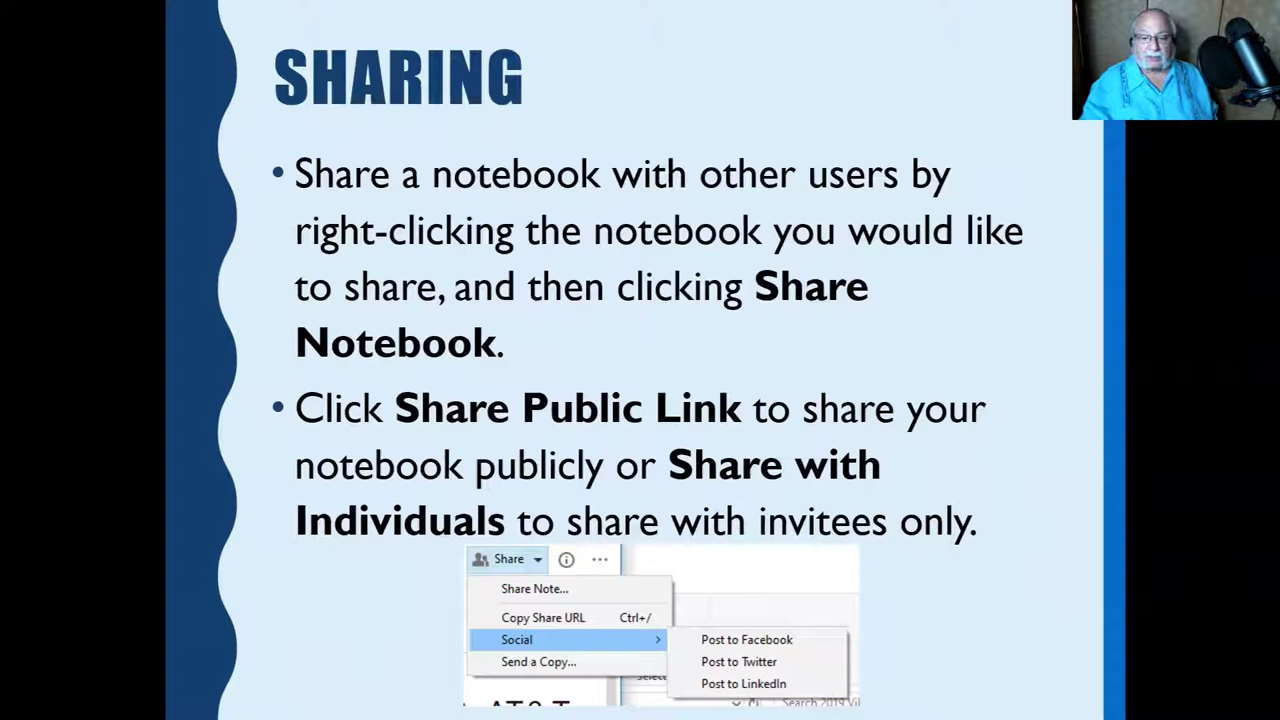 SHARING
• Share a notebook with other users by
right-clicking the notebook you would like
to share, and then clicking Share
Notebook.
• Click Share Public Link to share your
notebook publicly or Share with
Individuals to share with invitees only.
Share
Share Note...
Copy Share URL Ctrl+/
Social
Post to Facebook
Send a Copy...
Post to Twitter
Post to LinkedIn